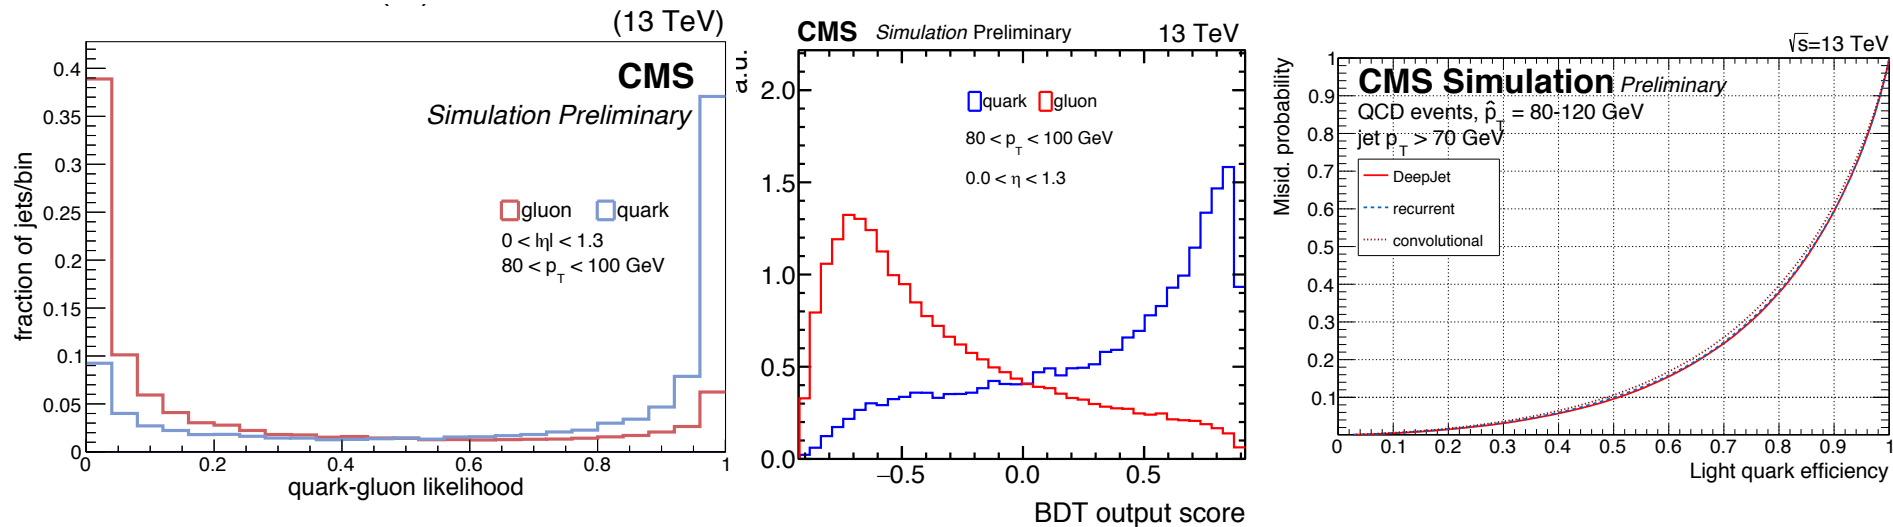 (13 TeV)
CMS
Simulation Preliminary
gluon quark
0 < |η| < 1.3
80 < pT < 100 GeV
fraction of jets/bin
0.4
0.35
0.3
0.25
0.2
0.15
0.1
0.05
0
0 0.2 0.4 0.6 0.8 1
quark-gluon likelihood
CMS Simulation Preliminary 13 TeV
a.u.
quark gluon
80 < pT < 100 GeV
0.0 < η < 1.3
2.0
1.5
1.0
0.5
0.0
−0.5 0.0 0.5
BDT output score
√s=13 TeV
CMS Simulation Preliminary
QCD events, p̂T = 80-120 GeV
jet pT > 70 GeV
DeepJet
recurrent
convolutional
Misid. probability
1
0.9
0.8
0.7
0.6
0.5
0.4
0.3
0.2
0.1
0 0.1 0.2 0.3 0.4 0.5 0.6 0.7 0.8 0.9 1
Light quark efficiency